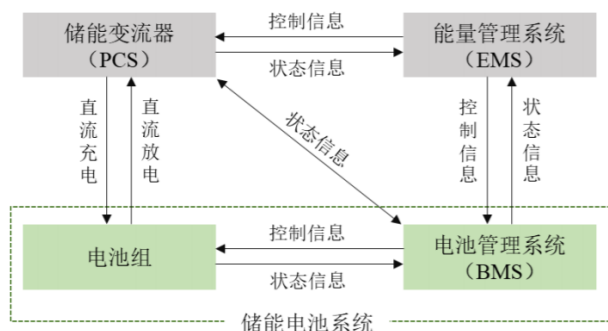 储能变流器
（PCS）
控制信息
状态信息
能量管理系统
（EMS）
直流充电
直流放电
状态信息
控制信息
状态信息
电池组
控制信息
状态信息
电池管理系统
（BMS）
储能电池系统